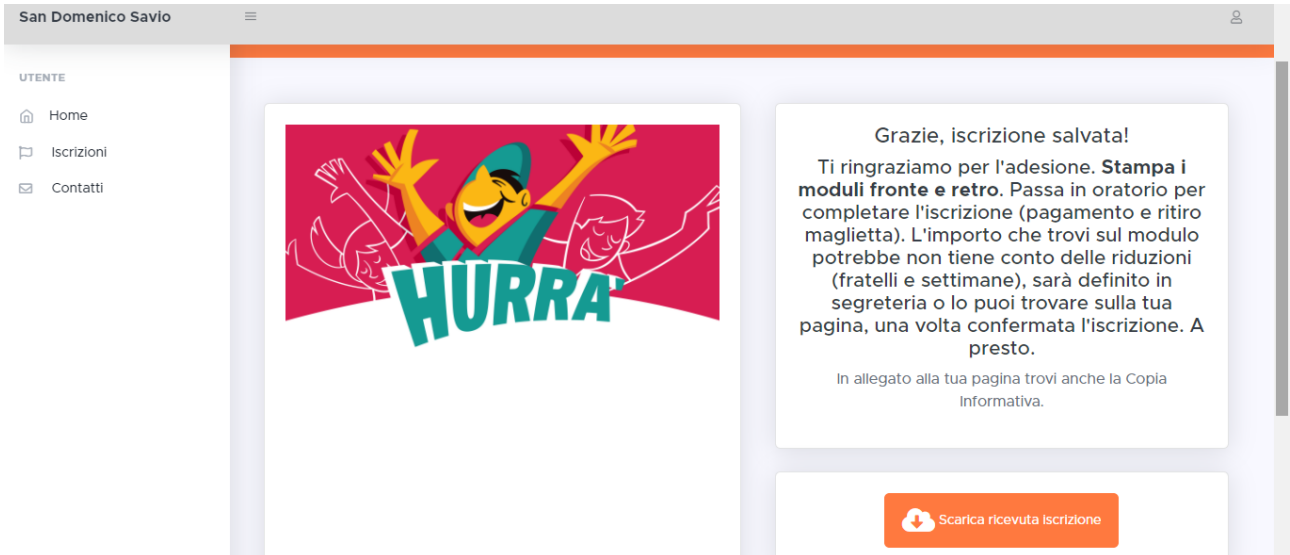 San Domenico Savio
UTENTE
Home
Iscrizioni
Contatti
HURRA'
Grazie, iscrizione salvata!
Ti ringraziamo per l'adesione. Stampa i
moduli fronte e retro. Passa in oratorio per
completare l'iscrizione (pagamento e ritiro
maglietta). L'importo che trovi sul modulo
potrebbe non tiene conto delle riduzioni
(fratelli e settimane), sarà definito in
segreteria o lo puoi trovare sulla tua
pagina, una volta confermata l'iscrizione. A
presto.
In allegato alla tua pagina trovi anche la Copia
Informativa.
Scarica ricevuta iscrizione